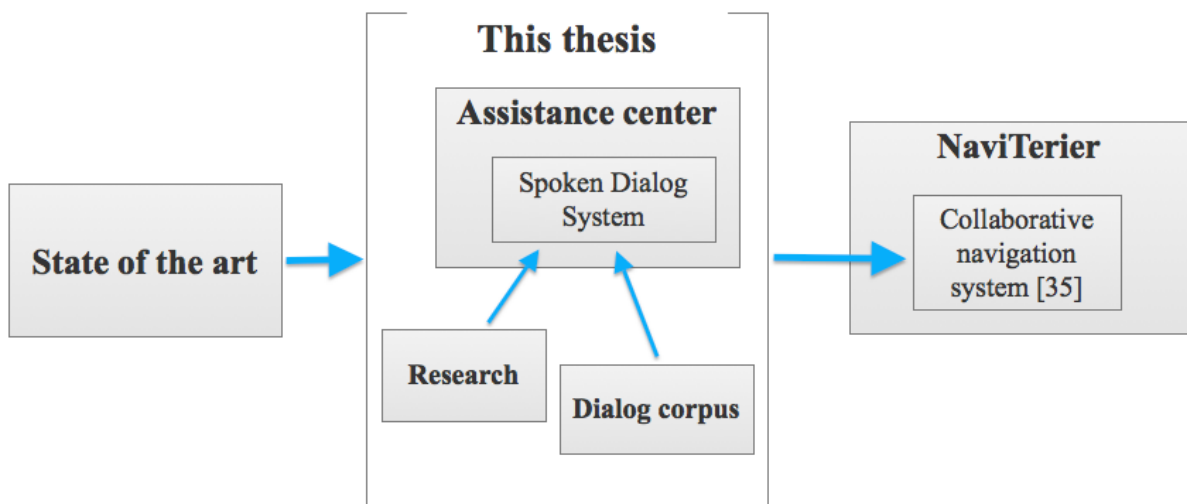 State of the art
This thesis
Assistance center
Spoken Dialog
System
Research
Dialog corpus
NaviTerier
Collaborative
navigation
system [35]